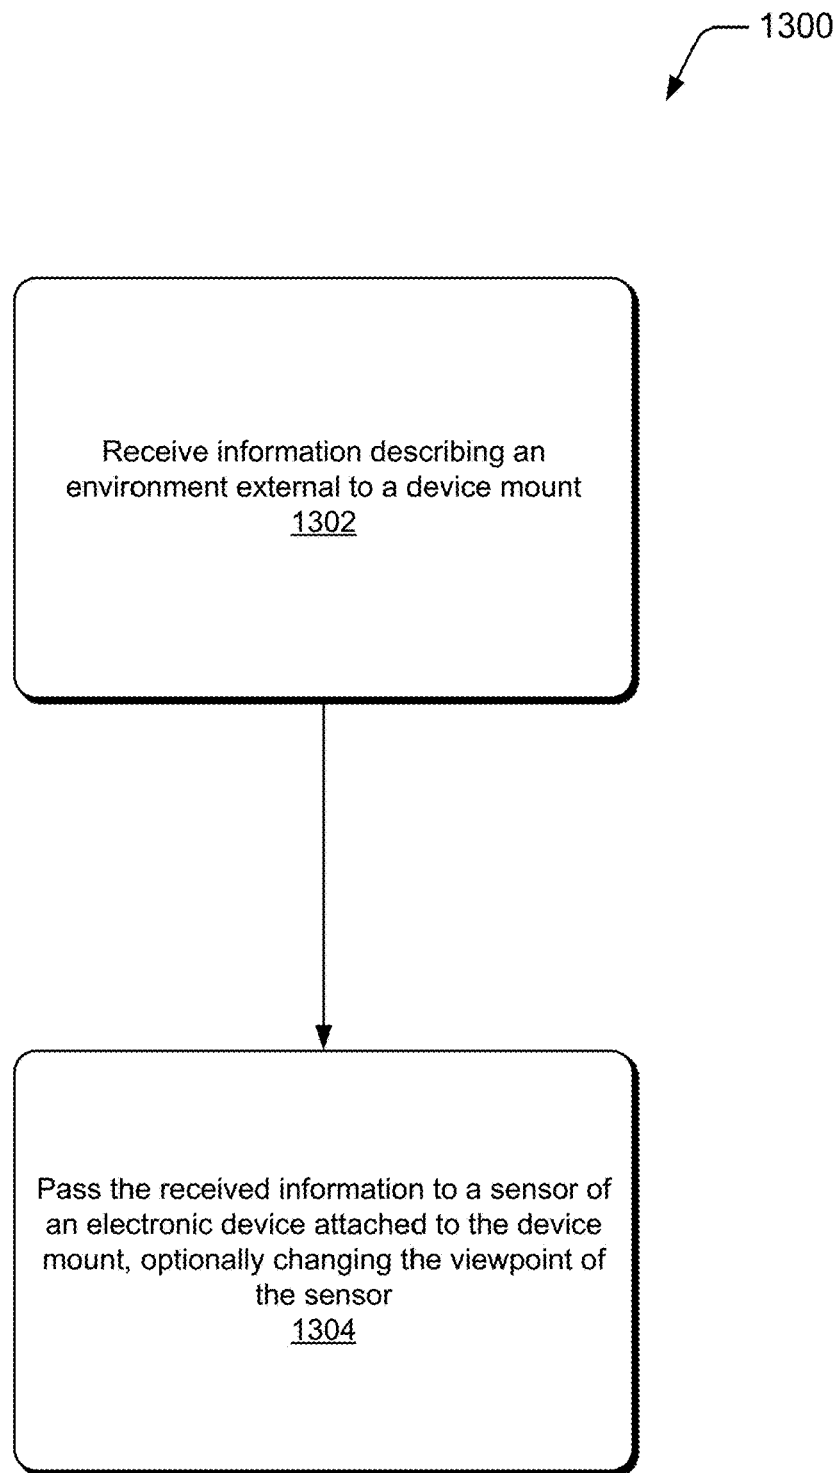 1300
Receive information describing an
environment external to a device mount
1302
Pass the received information to a sensor of
an electronic device attached to the device
mount, optionally changing the viewpoint of
the sensor
1304